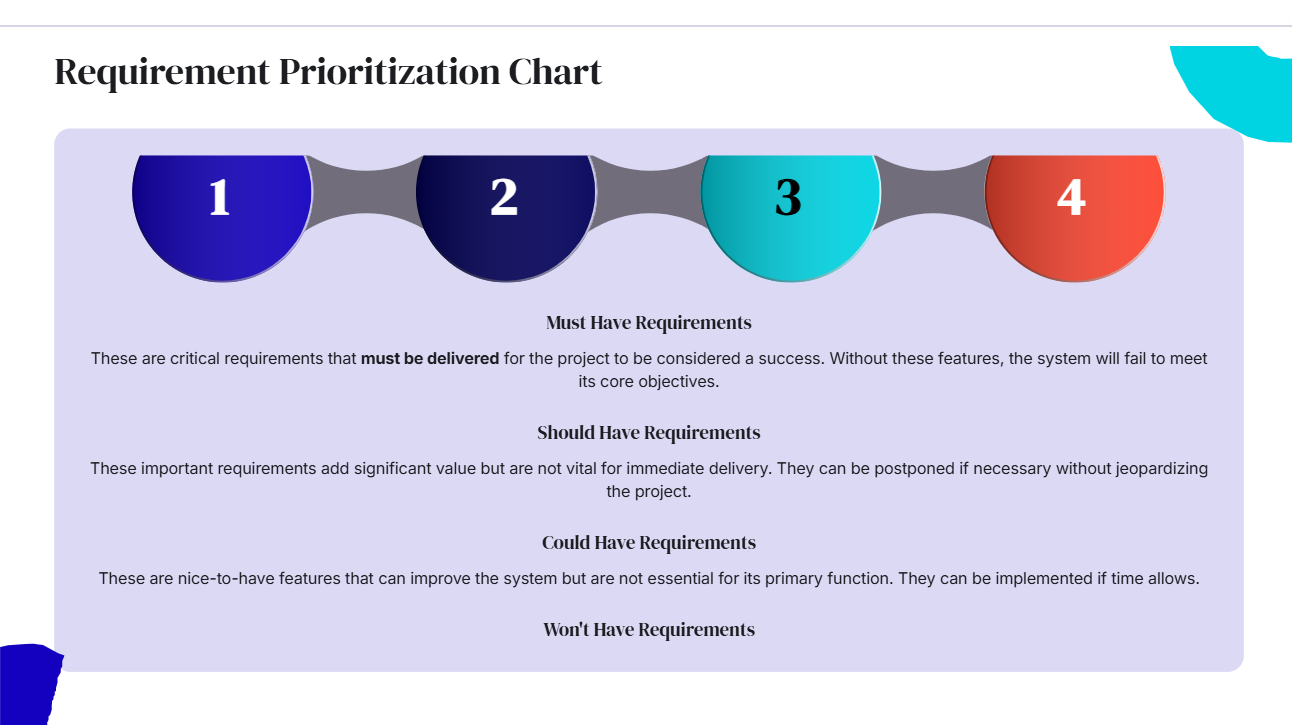 Requirement Prioritization Chart
1
2
3
4
Must Have Requirements
These are critical requirements that must be delivered for the project to be considered a success. Without these features, the system will fail to meet
its core objectives.
Should Have Requirements
These important requirements add significant value but are not vital for immediate delivery. They can be postponed if necessary without jeopardizing
the project.
Could Have Requirements
These are nice-to-have features that can improve the system but are not essential for its primary function. They can be implemented if time allows.
Won't Have Requirements